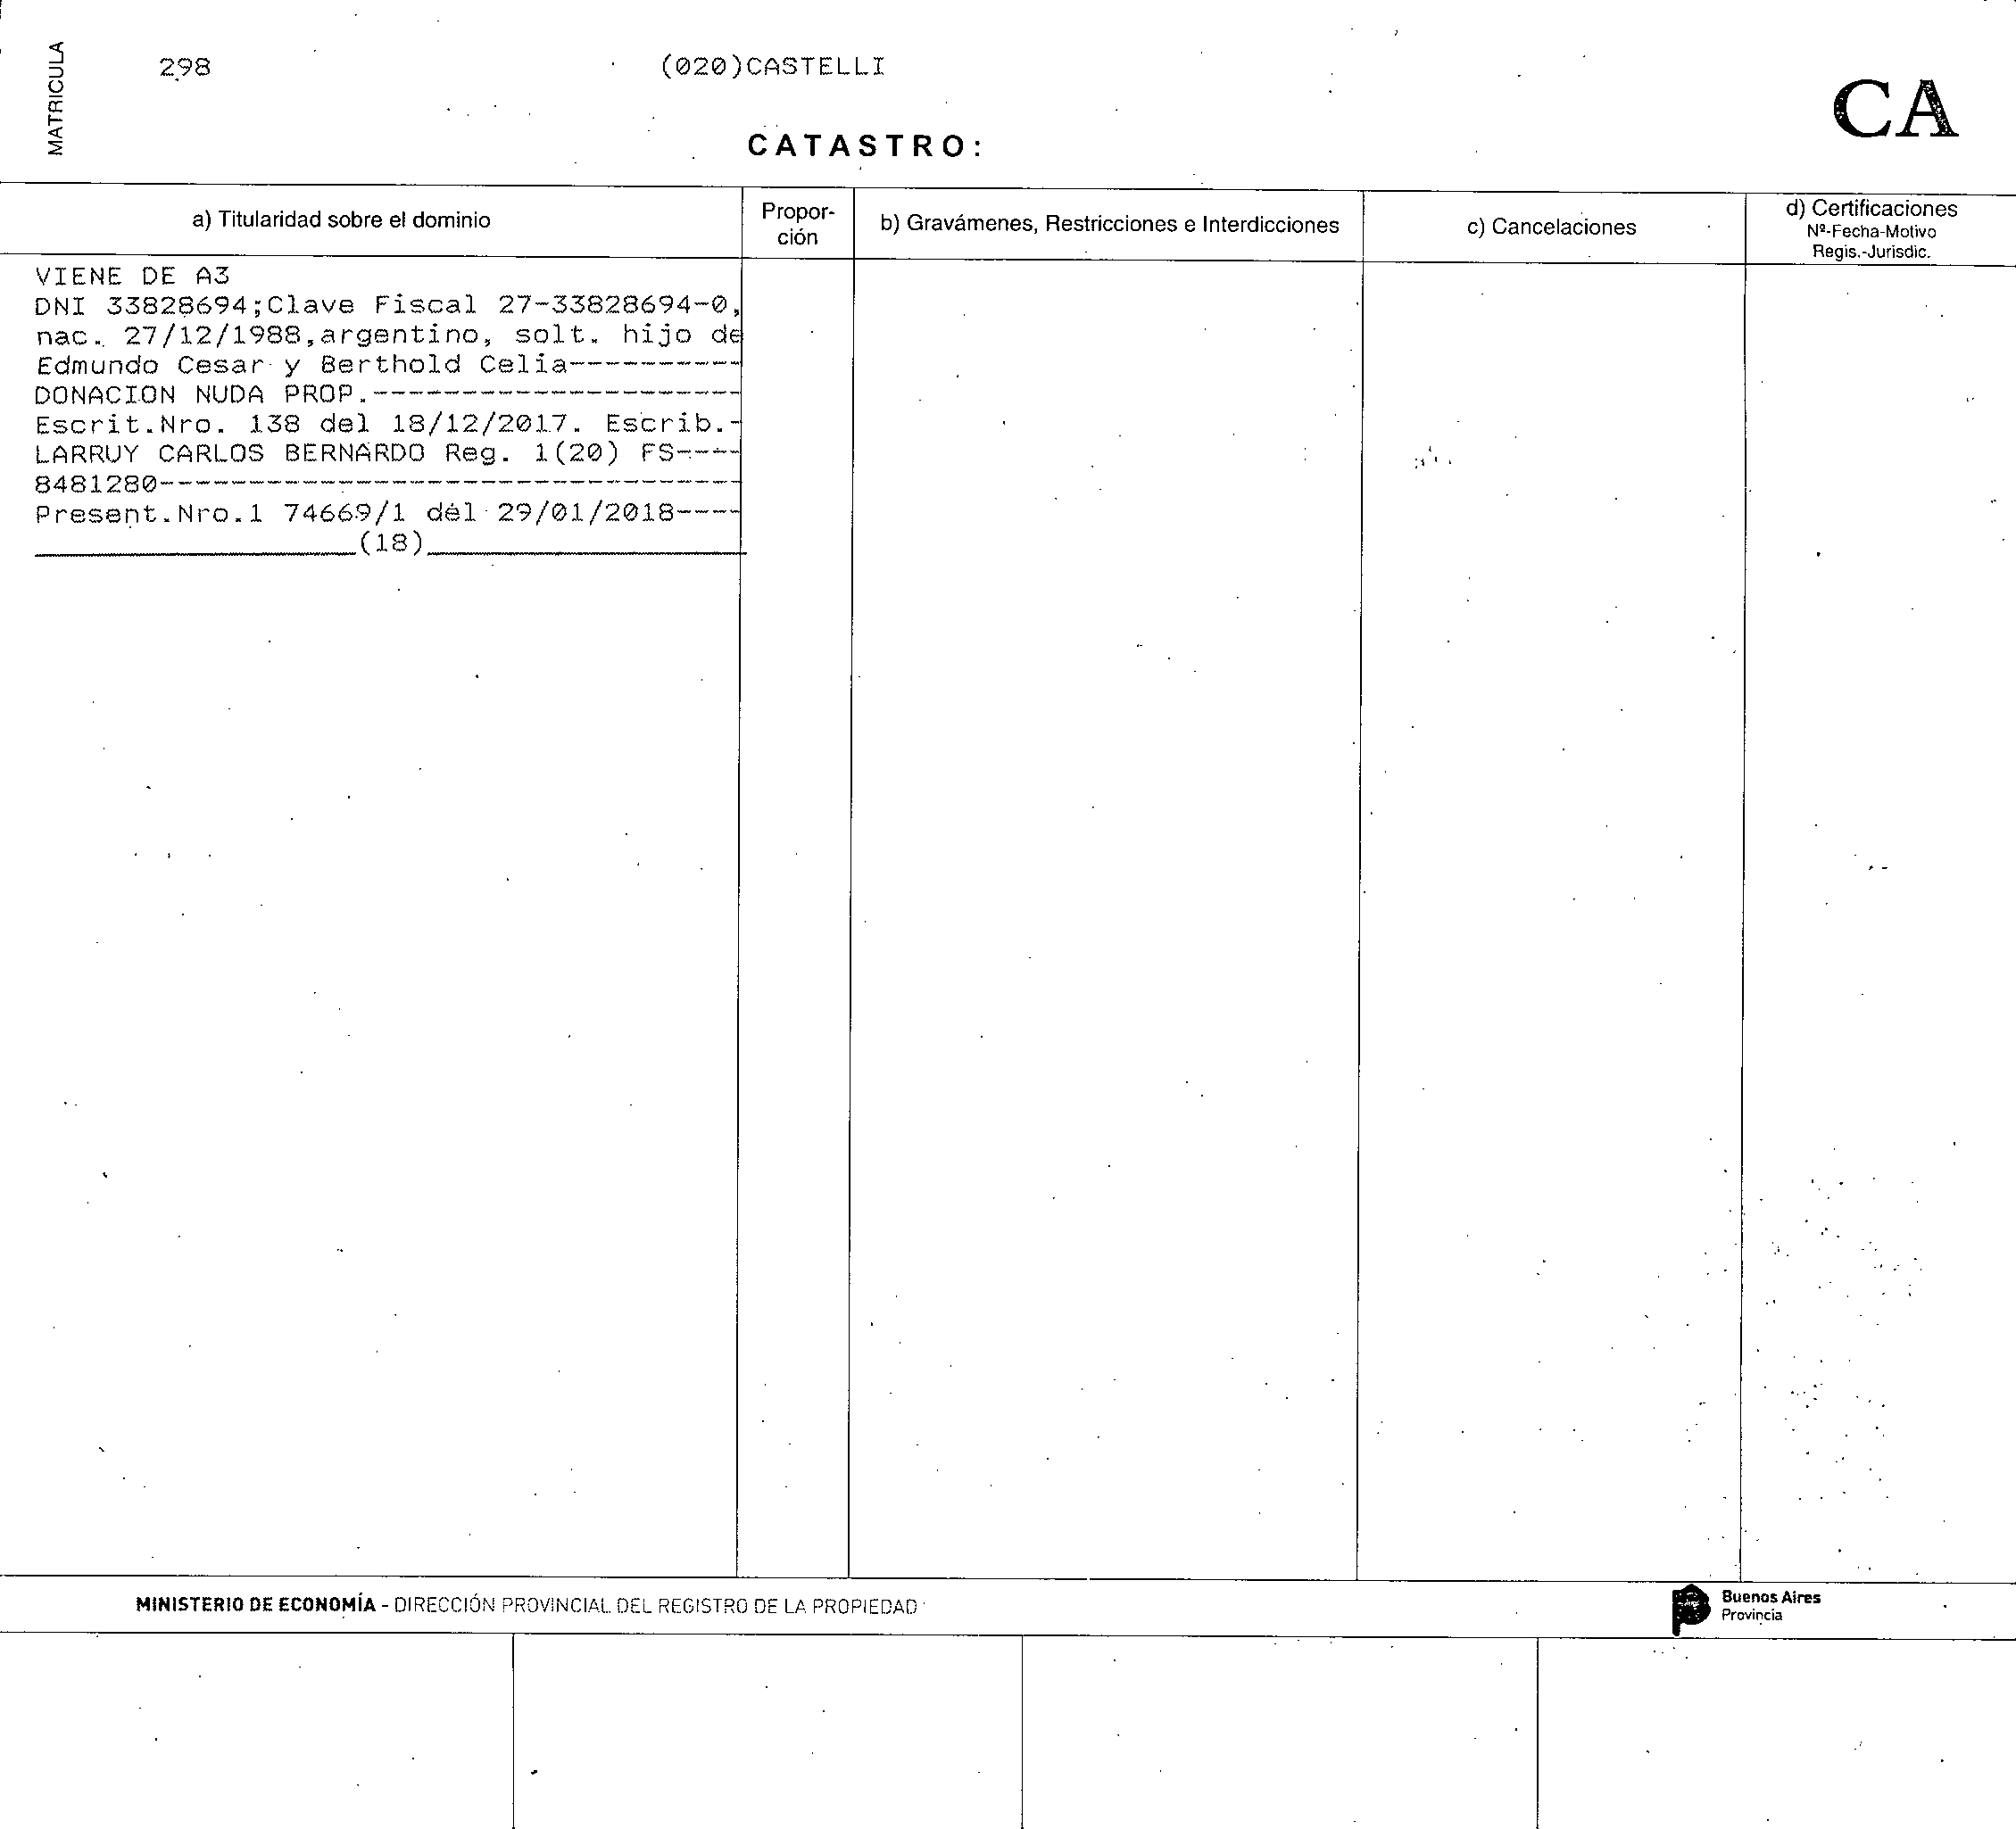 MATRICULA
298
(020)CASTELLI
CA
CATASTRO:
a) Titularidad sobre el dominio
Propor-
ción
b) Gravámenes, Restricciones e Interdicciones
c) Cancelaciones
d) Certificaciones
Nº-Fecha-Motivo
Regis.-Jurisdic.
VIENE DE A3
DNI 33828694;Clave Fiscal 27-33828694-0,
nac. 27/12/1988,argentino, solt. hijo de
Edmundo Cesar y Berthold Celia----------
DONACION NUDA PROP.---------------------
Escrit.Nro. 138 del 18/12/2017. Escrib.-
LARRUY CARLOS BERNARDO Reg. 1(20) FS----
8481280---------------------------------
Present.Nro.1 74669/1 del 29/01/2018----
__________________(18)__________________
MINISTERIO DE ECONOMÍA - DIRECCIÓN PROVINCIAL DEL REGISTRO DE LA PROPIEDAD
Buenos Aires
Provincia